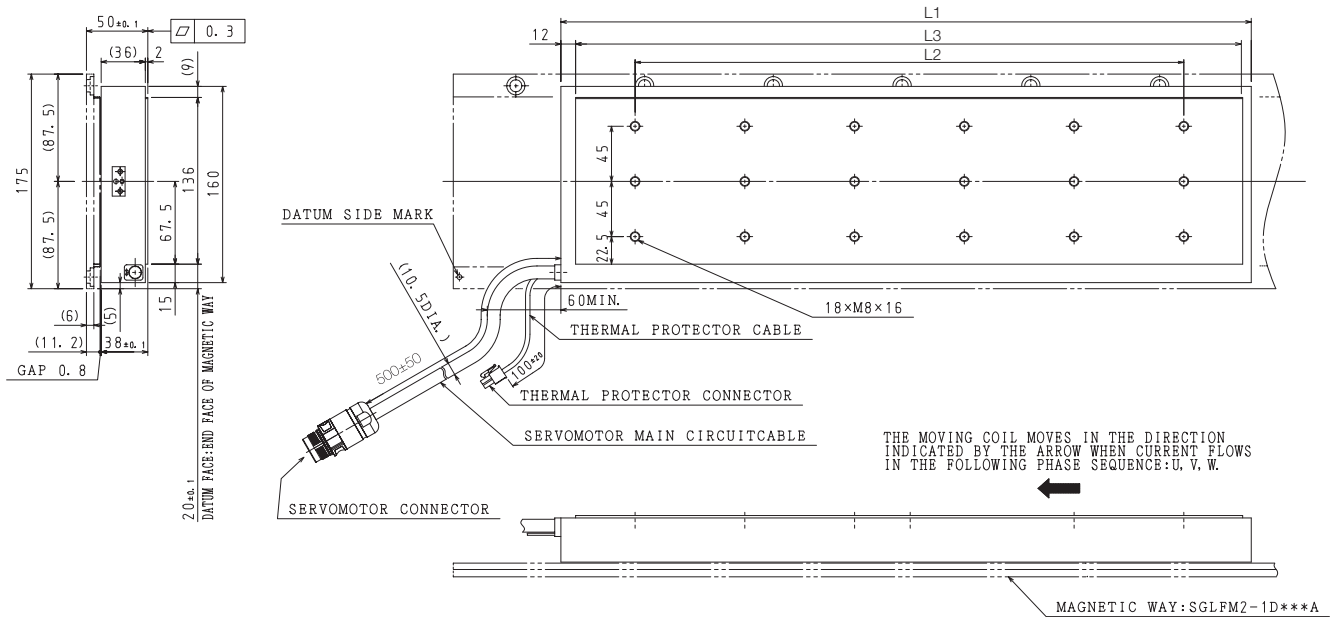 50±0.1
⏥ 0.3
(36)
2
(9)
175
(87.5)
(87.5)
136
160
67.5
15
(6)
(5)
(11.2)
38±0.1
GAP 0.8
20±0.1
DATUM FACE:END FACE OF MAGNETIC WAY
L1
12
L3
L2
45
45
22.5
DATUM SIDE MARK
(10.5DIA.)
60MIN.
18×M8×16
THERMAL PROTECTOR CABLE
500±50
100±20
THERMAL PROTECTOR CONNECTOR
SERVOMOTOR MAIN CIRCUITCABLE
SERVOMOTOR CONNECTOR
THE MOVING COIL MOVES IN THE DIRECTION
INDICATED BY THE ARROW WHEN CURRENT FLOWS
IN THE FOLLOWING PHASE SEQUENCE:U,V,W.
MAGNETIC WAY:SGLFM2-1D***A